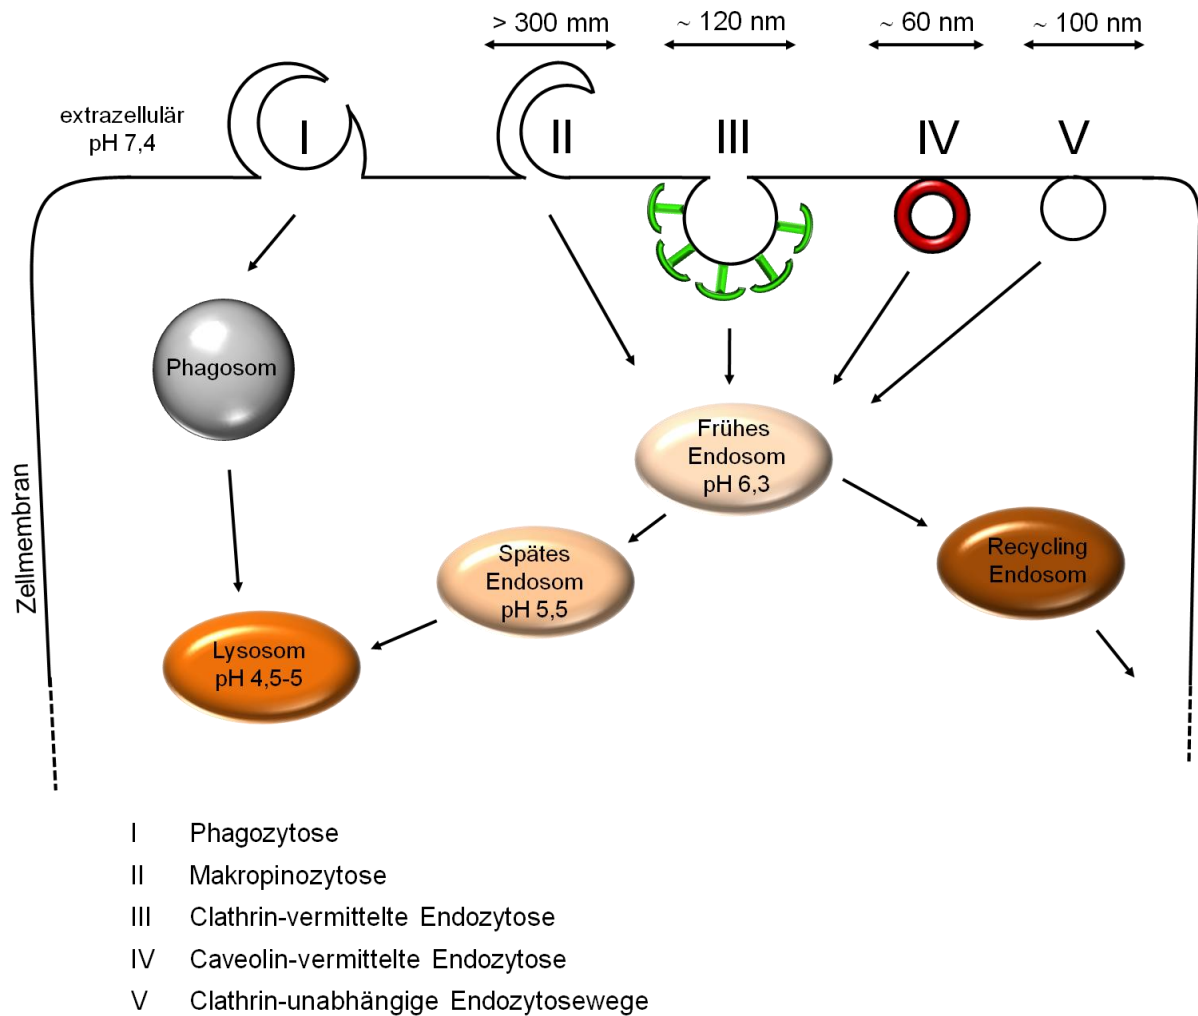 > 300 mm
~ 120 nm
~ 60 nm
~ 100 nm
extrazellulär
pH 7,4
I
II
III
IV
V
Phagosom
Frühes
Endosom
pH 6,3
Spätes
Endosom
pH 5,5
Recycling
Endosom
Lysosom
pH 4,5-5
Zellmembran
I Phagozytose
II Makropinozytose
III Clathrin-vermittelte Endozytose
IV Caveolin-vermittelte Endozytose
V Clathrin-unabhängige Endozytosewege